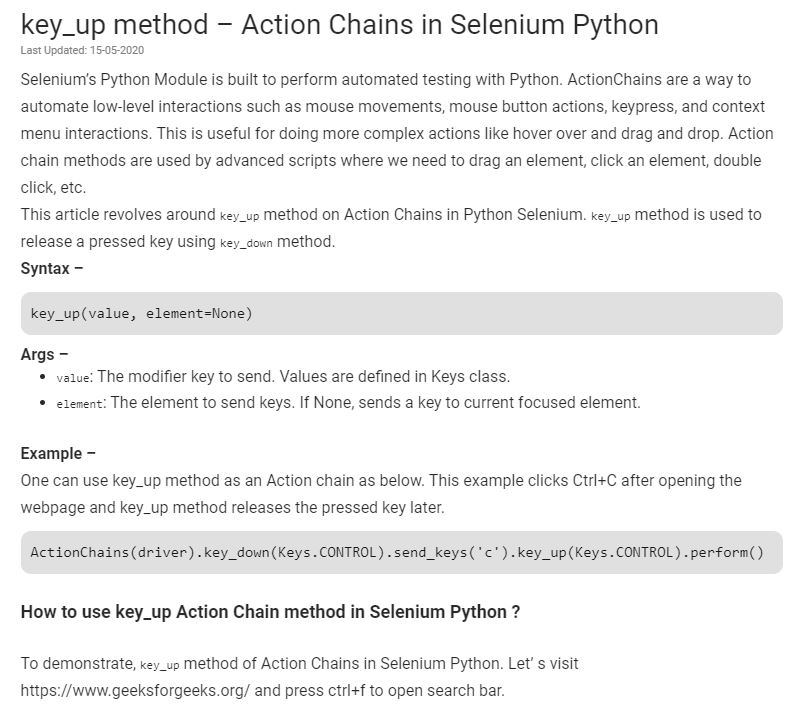 key_up method – Action Chains in Selenium Python
Last Updated: 15-05-2020
Selenium’s Python Module is built to perform automated testing with Python. ActionChains are a way to
automate low-level interactions such as mouse movements, mouse button actions, keypress, and context
menu interactions. This is useful for doing more complex actions like hover over and drag and drop. Action
chain methods are used by advanced scripts where we need to drag an element, click an element, double
click, etc.
This article revolves around key_up method on Action Chains in Python Selenium. key_up method is used to
release a pressed key using key_down method.
Syntax –
key_up(value, element=None)
Args –
• value: The modifier key to send. Values are defined in Keys class.
• element: The element to send keys. If None, sends a key to current focused element.
Example –
One can use key_up method as an Action chain as below. This example clicks Ctrl+C after opening the
webpage and key_up method releases the pressed key later.
ActionChains(driver).key_down(Keys.CONTROL).send_keys('c').key_up(Keys.CONTROL).perform()
How to use key_up Action Chain method in Selenium Python ?
To demonstrate, key_up method of Action Chains in Selenium Python. Let’ s visit
https://www.geeksforgeeks.org/ and press ctrl+f to open search bar.